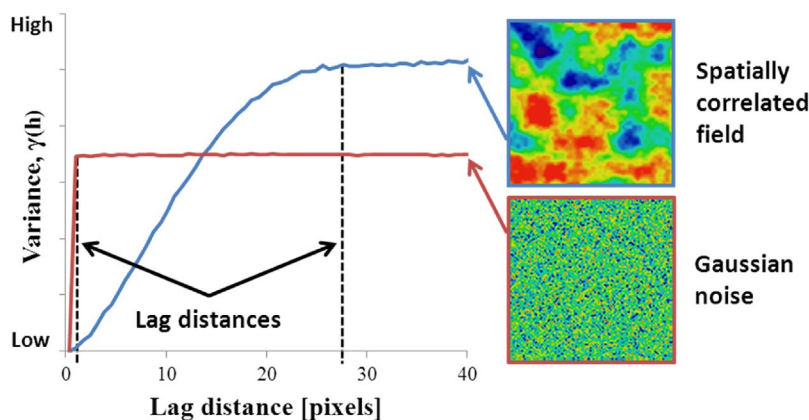 High
Variance, γ(h)
Low
Lag distances
0 10 20 30 40
Lag distance [pixels]
Spatially
correlated
field
Gaussian
noise